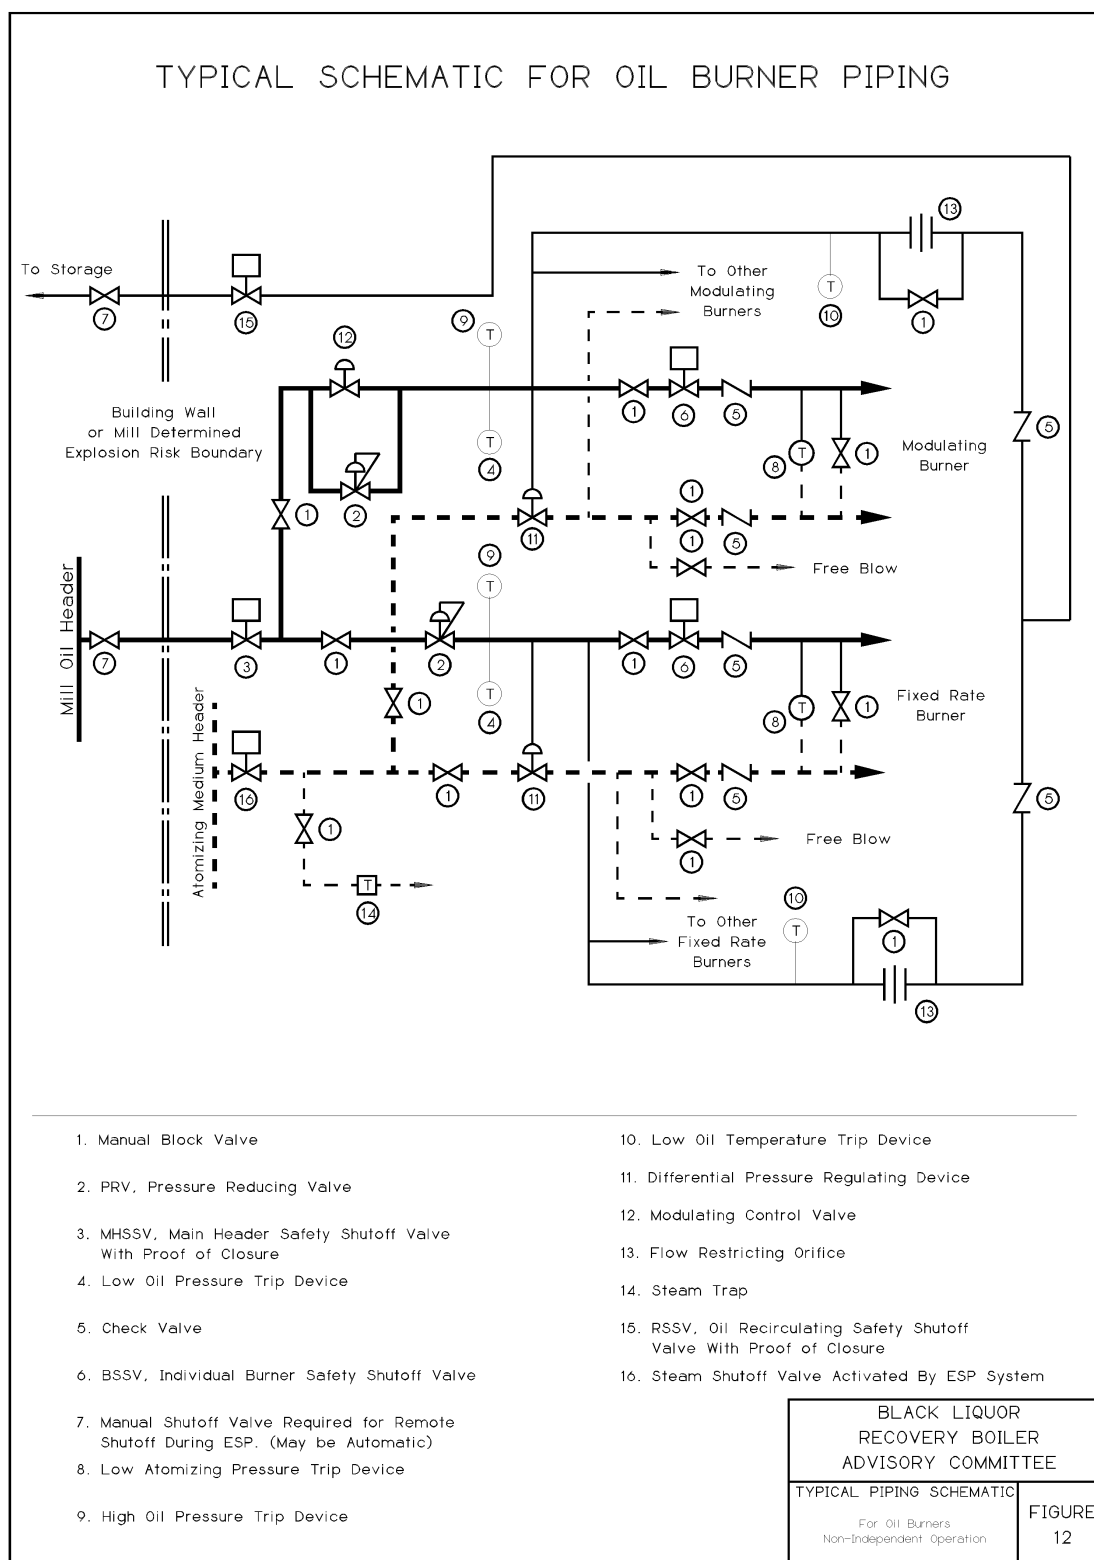 TYPICAL SCHEMATIC FOR OIL BURNER PIPING
13
To Storage
To Other
Modulating
Burners
T
10
1
7
15
9
T
12
Building Wall
or Mill Determined
Explosion Risk Boundary
1
6
5
5
T
4
8
T
1
Modulating
Burner
2
1
11
1
1
5
Free Blow
9
T
Mill Oil Header
7
3
1
2
1
6
5
T
4
1
8
T
1
Fixed Rate
Burner
Atomizing Medium Header
16
1
11
1
5
5
1
1
Free Blow
T
14
10
T
To Other
Fixed Rate
Burners
1
13
1. Manual Block Valve
2. PRV, Pressure Reducing Valve
3. MHSSV, Main Header Safety Shutoff Valve
With Proof of Closure
4. Low Oil Pressure Trip Device
5. Check Valve
6. BSSV, Individual Burner Safety Shutoff Valve
7. Manual Shutoff Valve Required for Remote
Shutoff During ESP. (May be Automatic)
8. Low Atomizing Pressure Trip Device
9. High Oil Pressure Trip Device
10. Low Oil Temperature Trip Device
11. Differential Pressure Regulating Device
12. Modulating Control Valve
13. Flow Restricting Orifice
14. Steam Trap
15. RSSV, Oil Recirculating Safety Shutoff
Valve With Proof of Closure
16. Steam Shutoff Valve Activated By ESP System
BLACK LIQUOR
RECOVERY BOILER
ADVISORY COMMITTEE
TYPICAL PIPING SCHEMATIC
For Oil Burners
Non-Independent Operation
FIGURE
12